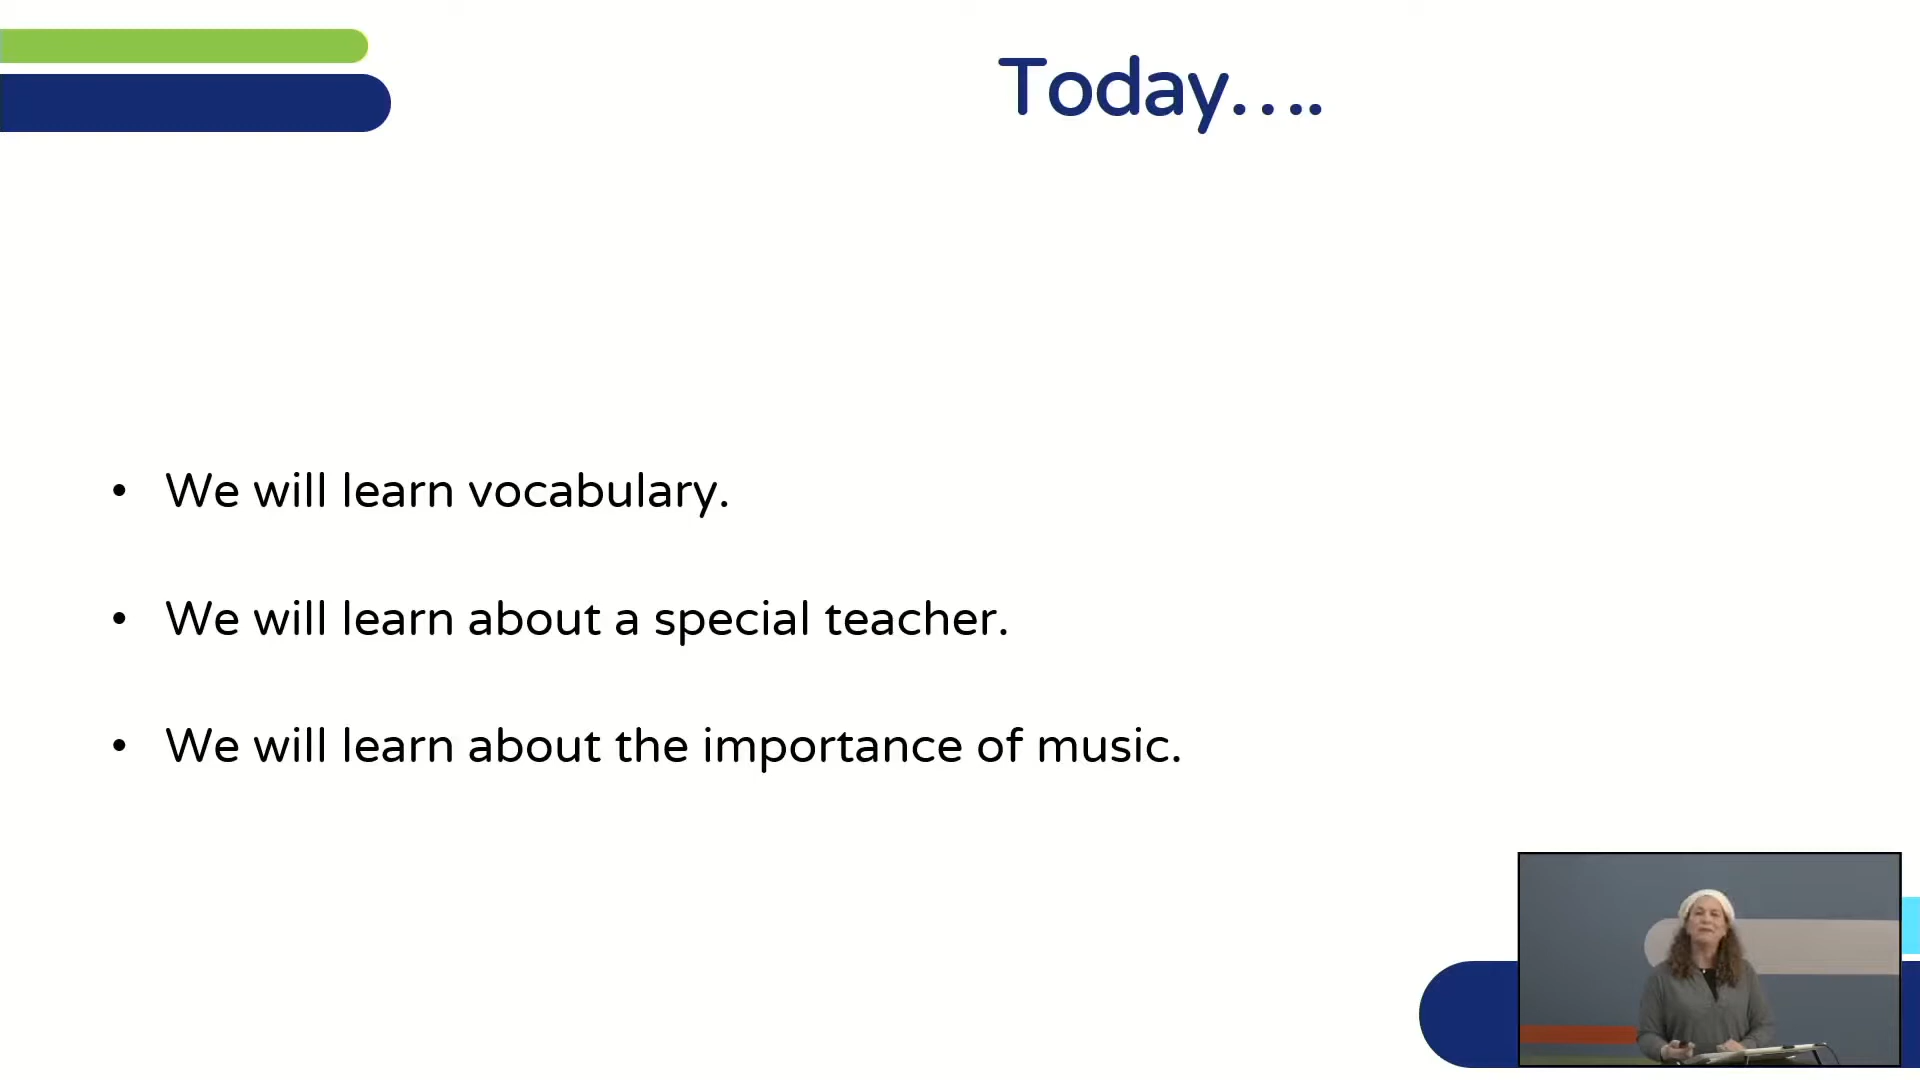 Today....
• We will learn vocabulary.
• We will learn about a special teacher.
• We will learn about the importance of music.